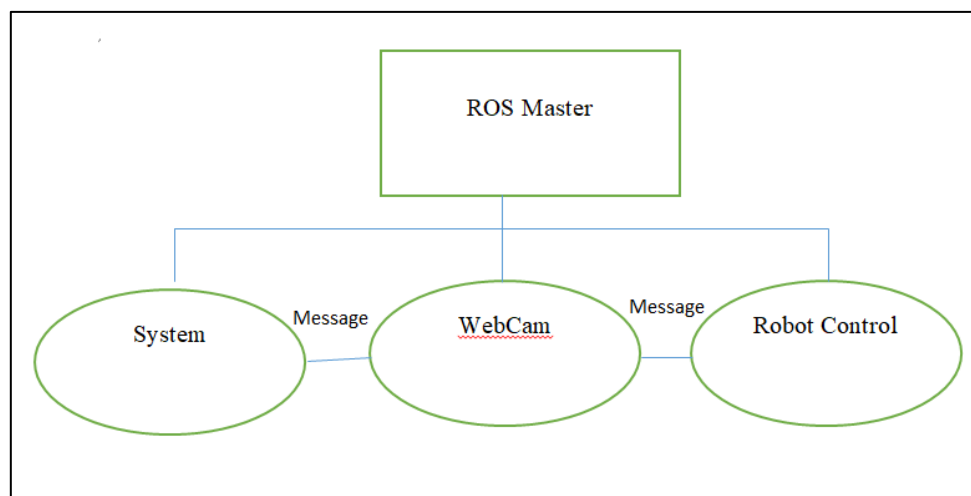 ROS Master
System
Message
WebCam
Message
Robot Control